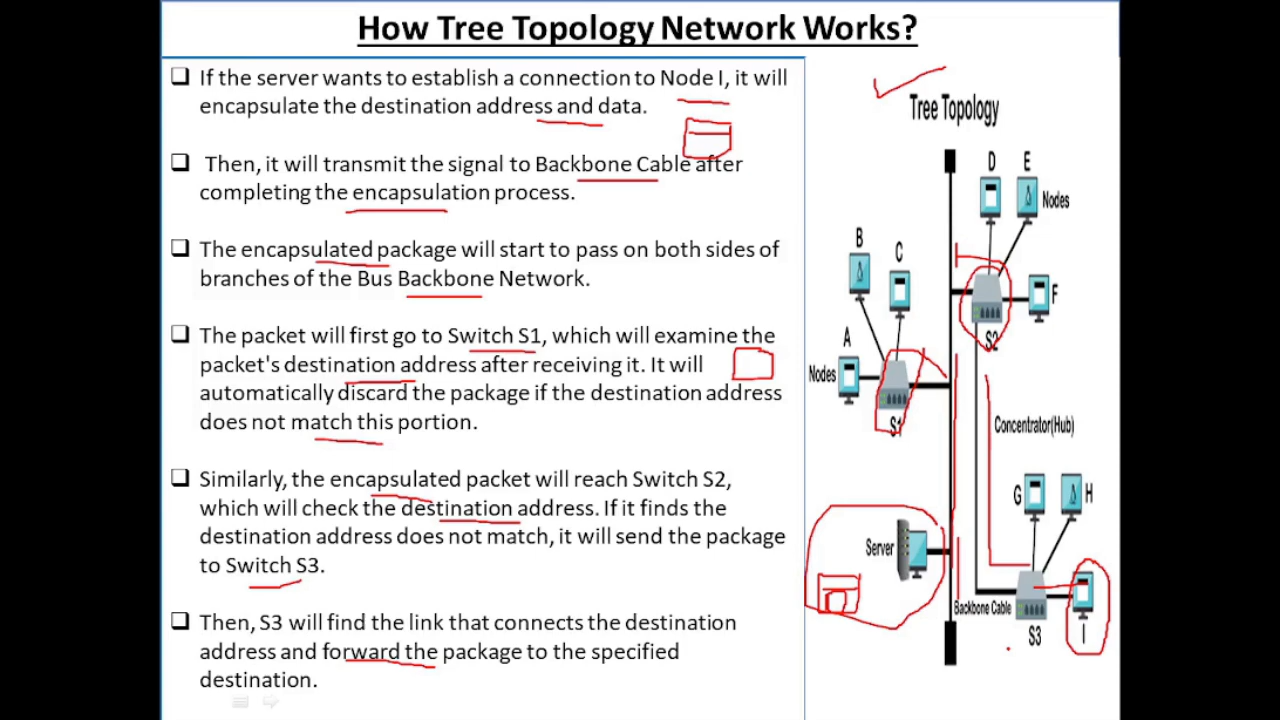 How Tree Topology Network Works?
If the server wants to establish a connection to Node I, it will
encapsulate the destination address and data.
Then, it will transmit the signal to Backbone Cable after
completing the encapsulation process.
The encapsulated package will start to pass on both sides of
branches of the Bus Backbone Network.
The packet will first go to Switch S1, which will examine the
packet's destination address after receiving it. It will
automatically discard the package if the destination address
does not match this portion.
Similarly, the encapsulated packet will reach Switch S2,
which will check the destination address. If it finds the
destination address does not match, it will send the package
to Switch S3.
Then, S3 will find the link that connects the destination
address and forward the package to the specified
destination.
Tree Topology
D
E
Nodes
B
C
F
S2
A
Nodes
S1
Concentrator(Hub)
G
H
Server
Backbone Cable
S3
I